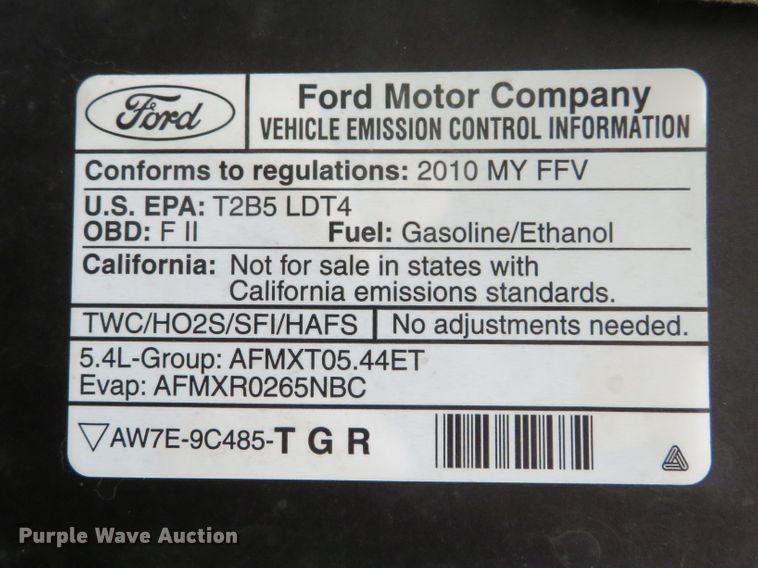 Ford
Ford Motor Company
VEHICLE EMISSION CONTROL INFORMATION
Conforms to regulations: 2010 MY FFV
U.S. EPA: T2B5 LDT4
OBD: F II Fuel: Gasoline/Ethanol
California: Not for sale in states with
California emissions standards.
TWC/HO2S/SFI/HAFS No adjustments needed.
5.4L-Group: AFMXT05.44ET
Evap: AFMXR0265NBC
AW7E-9C485-T G R
Purple Wave Auction